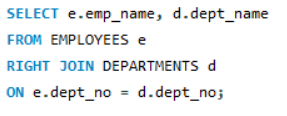 SELECT e.emp_name, d.dept_name
FROM EMPLOYEES e
RIGHT JOIN DEPARTMENTS d
ON e.dept_no = d.dept_no;